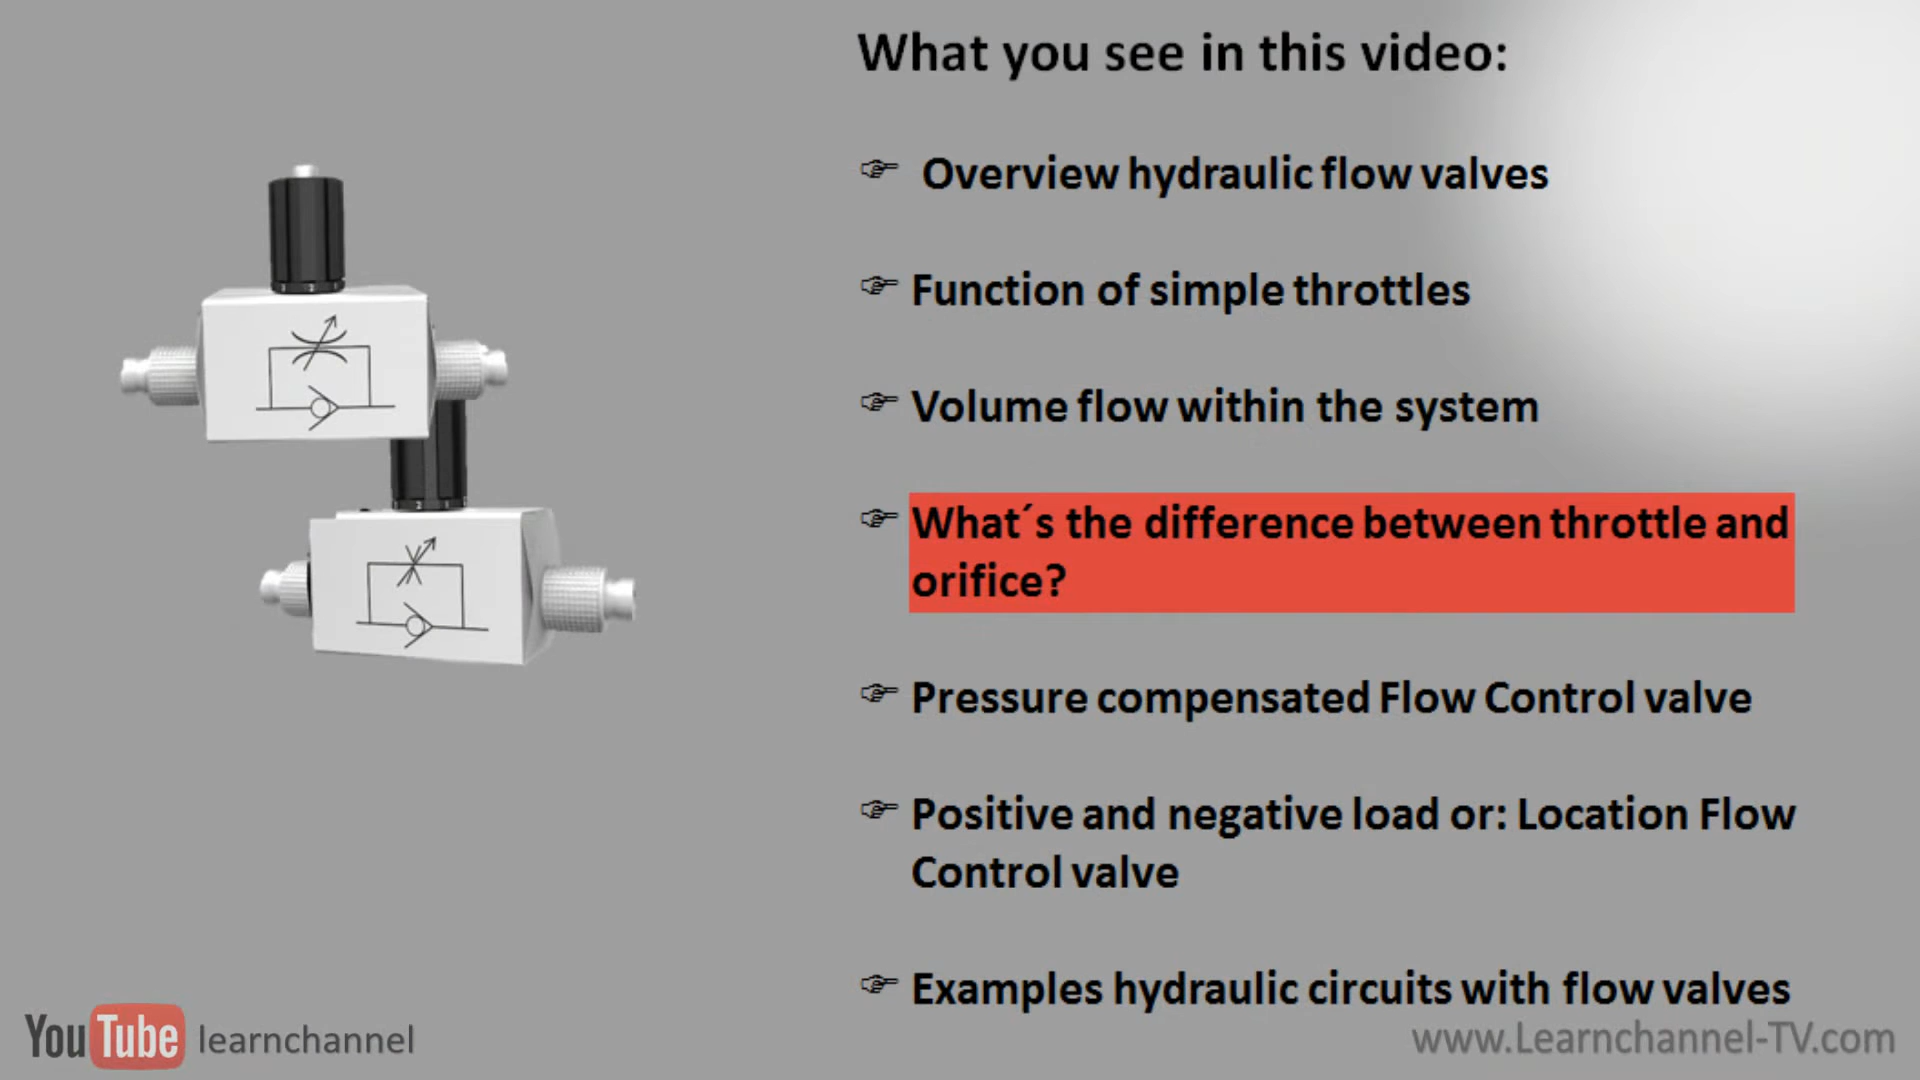 What you see in this video:
☞ Overview hydraulic flow valves
☞ Function of simple throttles
☞ Volume flow within the system
☞ What´s the difference between throttle and
orifice?
☞ Pressure compensated Flow Control valve
☞ Positive and negative load or: Location Flow
Control valve
☞ Examples hydraulic circuits with flow valves
YouTube learnchannel
www.Learnchannel-TV.com